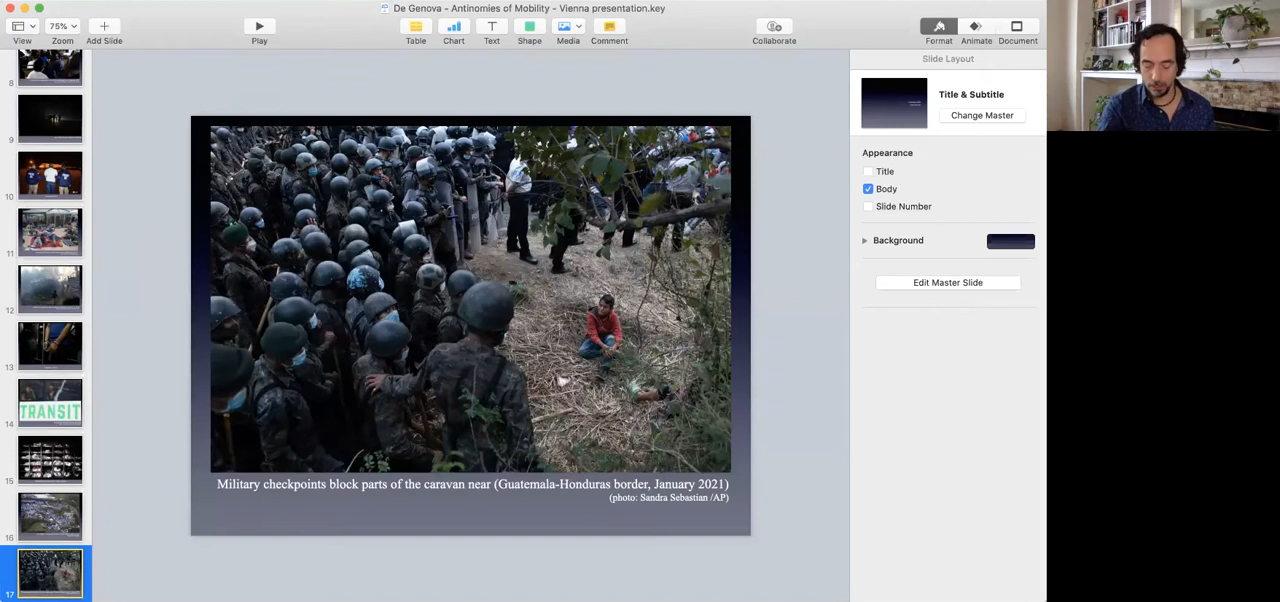 De Genova - Antinomies of Mobility - Vienna presentation.key
75%
View
Zoom
Add Slide
Play
Table
Chart
Text
Shape
Media
Comment
Collaborate
Format
Animate
Document
8
9
10
11
12
13
14
TRANSIT
15
16
17
Military checkpoints block parts of the caravan near (Guatemala-Honduras border, January 2021)
(photo: Sandra Sebastian /AP)
Slide Layout
Title & Subtitle
Change Master
Appearance
Title
Body
Slide Number
Background
Edit Master Slide